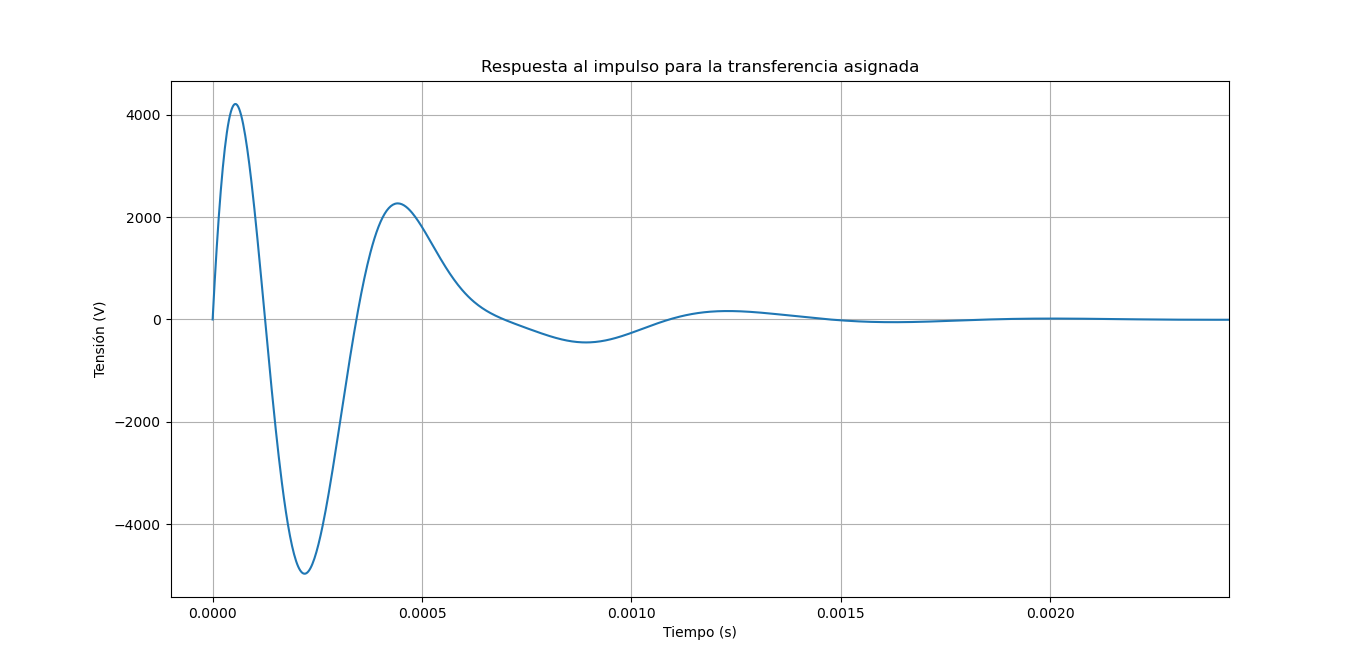 Respuesta al impulso para la transferencia asignada
4000
2000
0
−2000
−4000
Tensión (V)
0.0000 0.0005 0.0010 0.0015 0.0020
Tiempo (s)